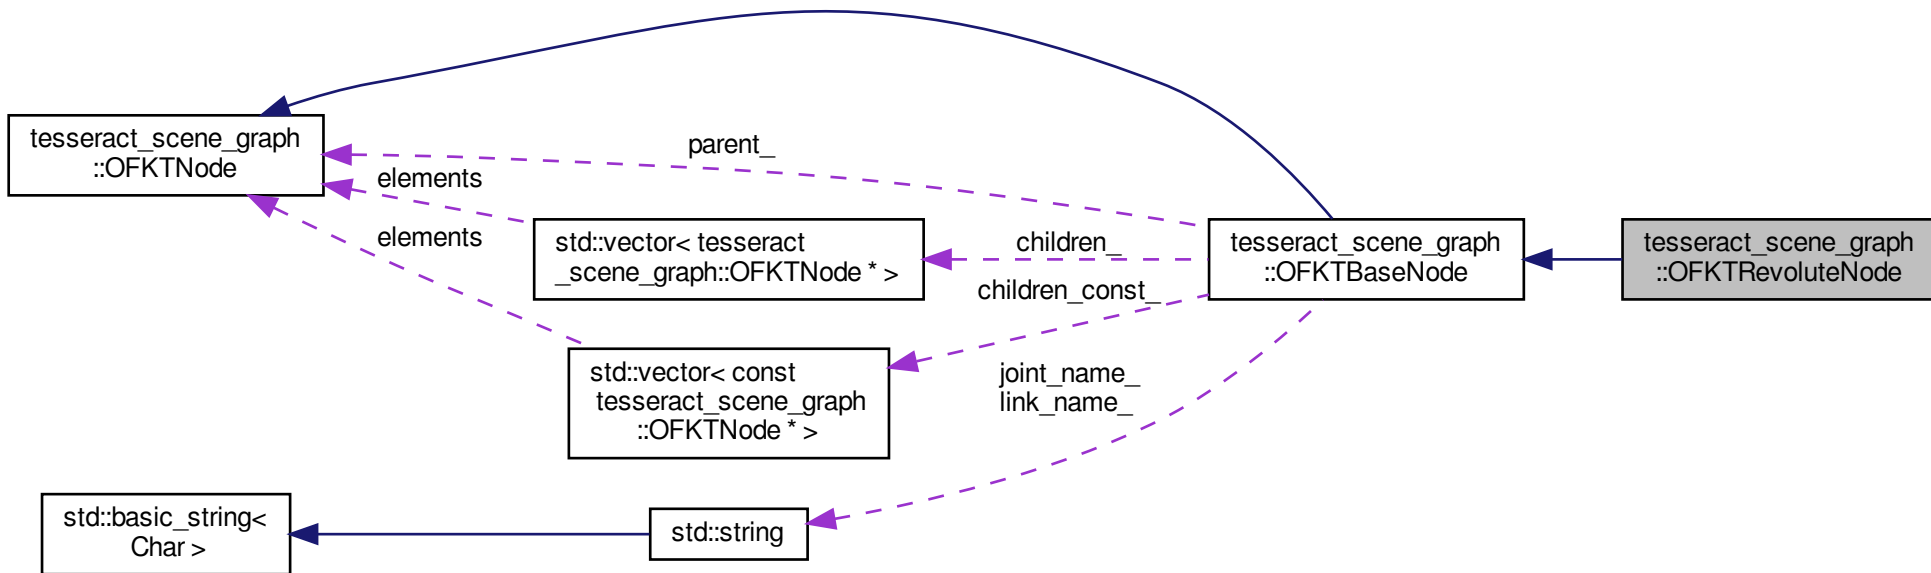 tesseract_scene_graph
::OFKTNode
parent_
elements
elements
std::vector< tesseract
_scene_graph::OFKTNode * >
children_
children_const_
tesseract_scene_graph
::OFKTBaseNode
tesseract_scene_graph
::OFKTRevoluteNode
std::vector< const
tesseract_scene_graph
::OFKTNode * >
joint_name_
link_name_
std::basic_string<
Char >
std::string